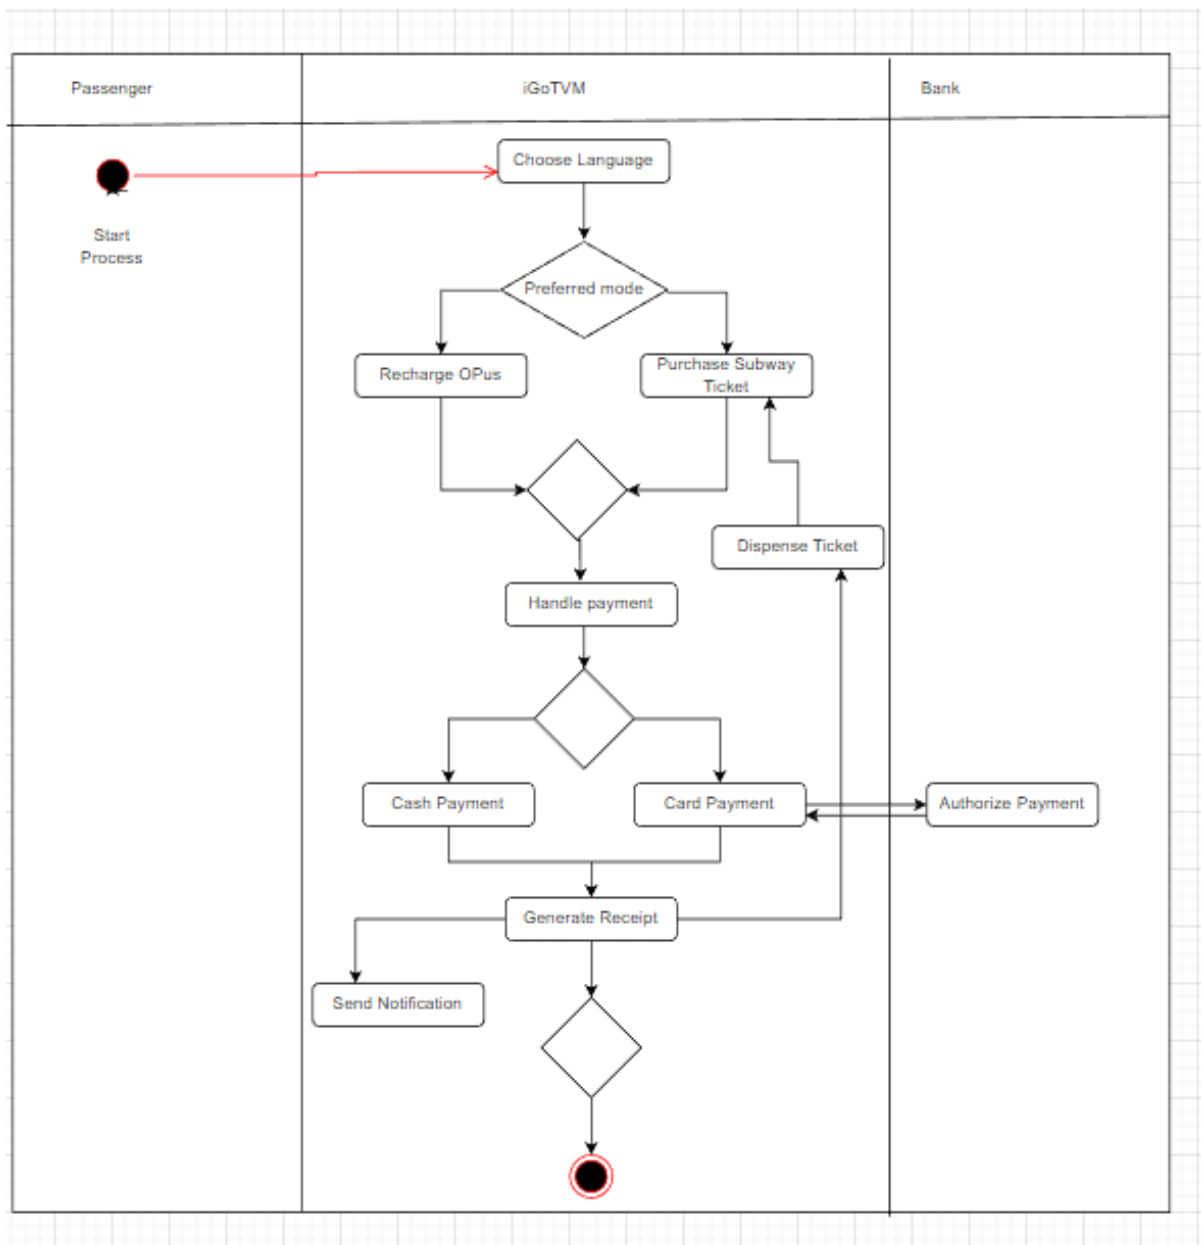 Passenger
iGoTVM
Bank
Choose Language
Start
Process
Preferred mode
Recharge OPus
Purchase Subway
Ticket
Dispense Ticket
Handle payment
Cash Payment
Card Payment
Authorize Payment
Generate Receipt
Send Notification